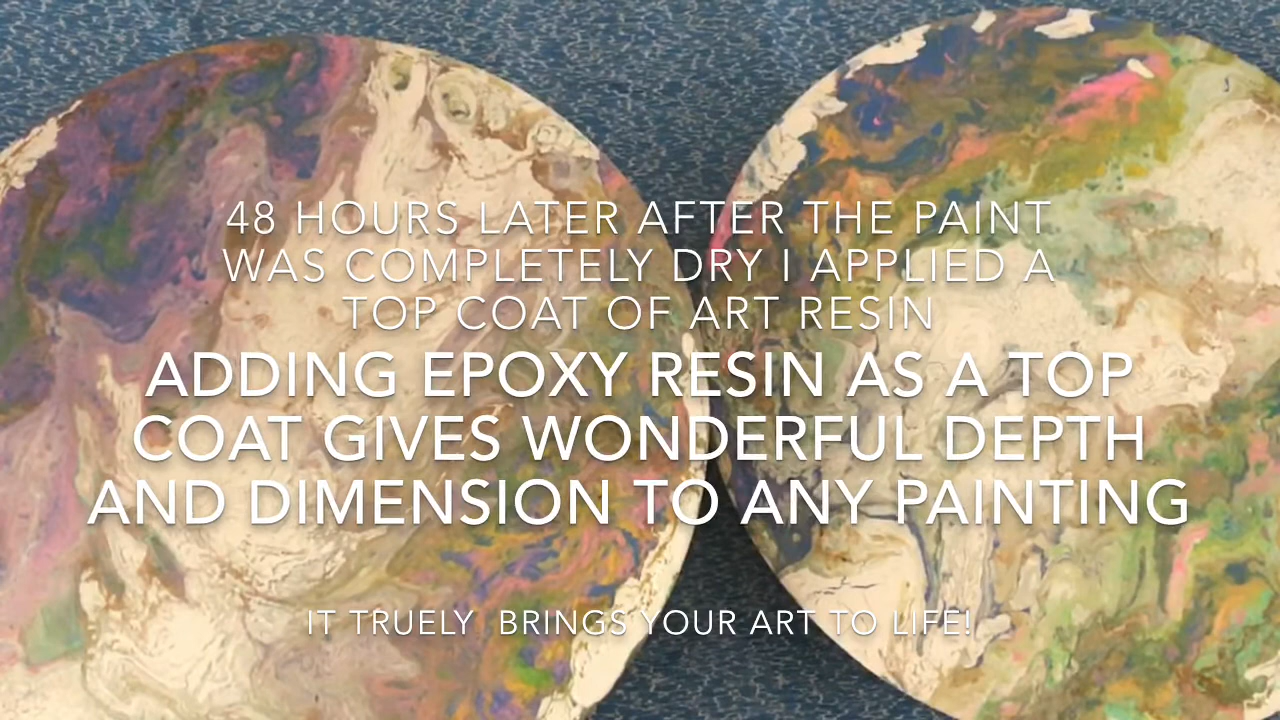 48 HOURS LATER AFTER THE PAINT
WAS COMPLETELY DRY I APPLIED A
TOP COAT OF ART RESIN
ADDING EPOXY RESIN AS A TOP
COAT GIVES WONDERFUL DEPTH
AND DIMENSION TO ANY PAINTING
IT TRUELY  BRINGS YOUR ART TO LIFE!